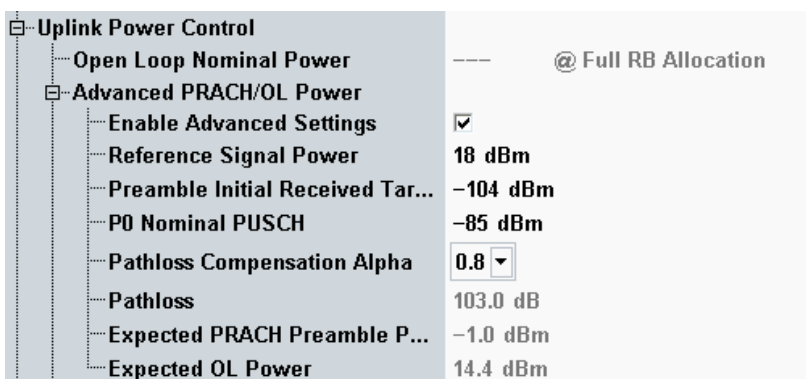 Uplink Power Control
Open Loop Nominal Power --- @ Full RB Allocation
Advanced PRACH/OL Power
Enable Advanced Settings
Reference Signal Power 18 dBm
Preamble Initial Received Tar... −104 dBm
P0 Nominal PUSCH −85 dBm
Pathloss Compensation Alpha 0.8
Pathloss 103.0 dB
Expected PRACH Preamble P... −1.0 dBm
Expected OL Power 14.4 dBm